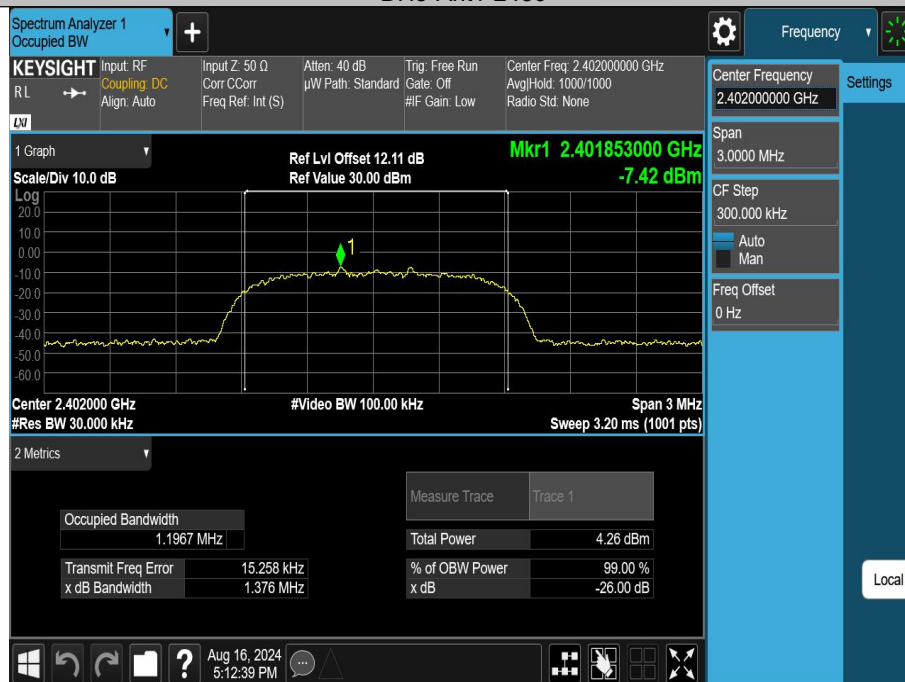 Spectrum Analyzer 1
Occupied BW
Frequency
KEYSIGHT
RL
LXI
Input: RF
Coupling: DC
Align: Auto
Input Z: 50 Ω
Corr CCorr
Freq Ref: Int (S)
Atten: 40 dB
µW Path: Standard
Trig: Free Run
Gate: Off
#IF Gain: Low
Center Freq: 2.402000000 GHz
Avg|Hold: 1000/1000
Radio Std: None
Center Frequency
2.402000000 GHz
Settings
Span
3.0000 MHz
CF Step
300.000 kHz
Auto
Man
Freq Offset
0 Hz
Local
1 Graph
Scale/Div 10.0 dB
Ref Lvl Offset 12.11 dB
Ref Value 30.00 dBm
Mkr1 2.401853000 GHz
-7.42 dBm
Log
20.0
10.0
0.00
-10.0
-20.0
-30.0
-40.0
-50.0
-60.0
1
Center 2.402000 GHz
#Video BW 100.00 kHz
Span 3 MHz
#Res BW 30.000 kHz
Sweep 3.20 ms (1001 pts)
2 Metrics
Measure Trace Trace 1
Occupied Bandwidth
1.1967 MHz
Total Power 4.26 dBm
Transmit Freq Error 15.258 kHz
% of OBW Power 99.00 %
x dB Bandwidth 1.376 MHz
x dB -26.00 dB
?
Aug 16, 2024
5:12:39 PM